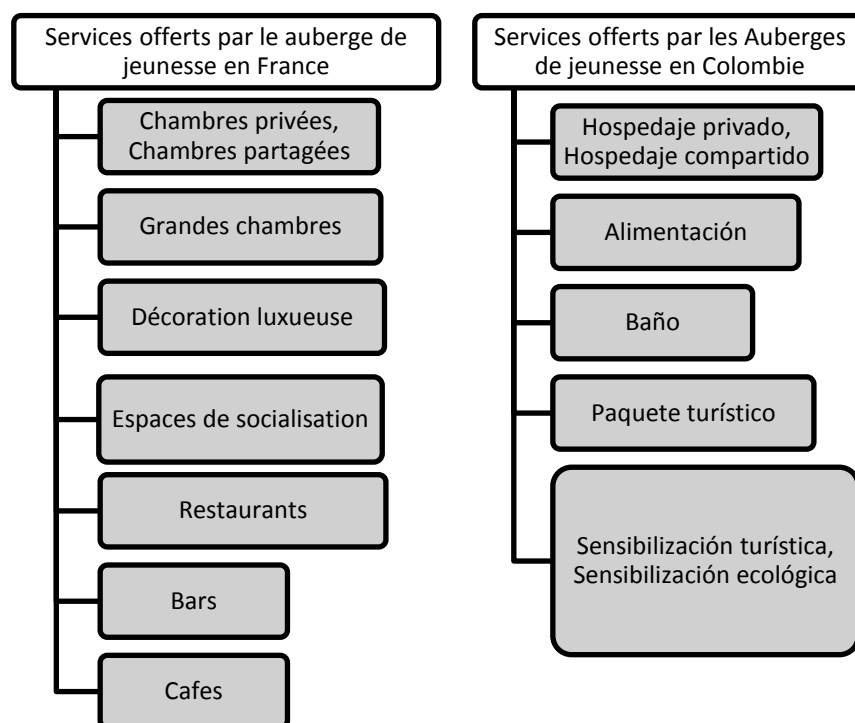 Services offerts par le auberge de
jeunesse en France
Chambres privées,
Chambres partagées
Grandes chambres
Décoration luxueuse
Espaces de socialisation
Restaurants
Bars
Cafes
Services offerts par les Auberges
de jeunesse en Colombie
Hospedaje privado,
Hospedaje compartido
Alimentación
Baño
Paquete turístico
Sensibilización turística,
Sensibilización ecológica